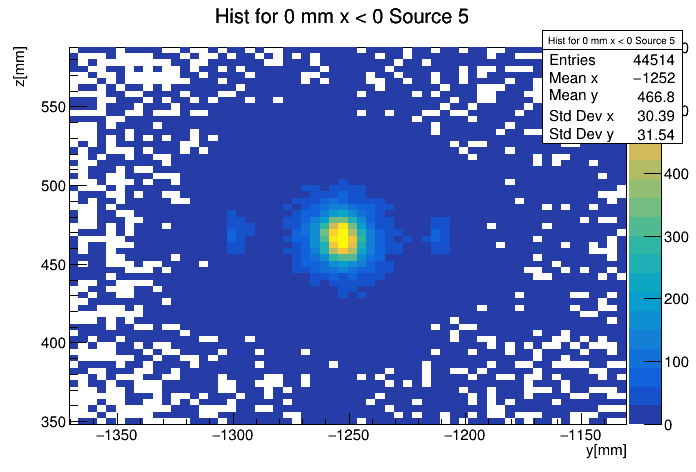 Hist for 0 mm x < 0 Source 5
z[mm]
Hist for 0 mm x < 0 Source 5
Entries 44514
Mean x −1252
Mean y 466.8
Std Dev x 30.39
Std Dev y 31.54
550
500
450
400
350
−1350 −1300 −1250 −1200 −1150
y[mm]
400
300
200
100
0